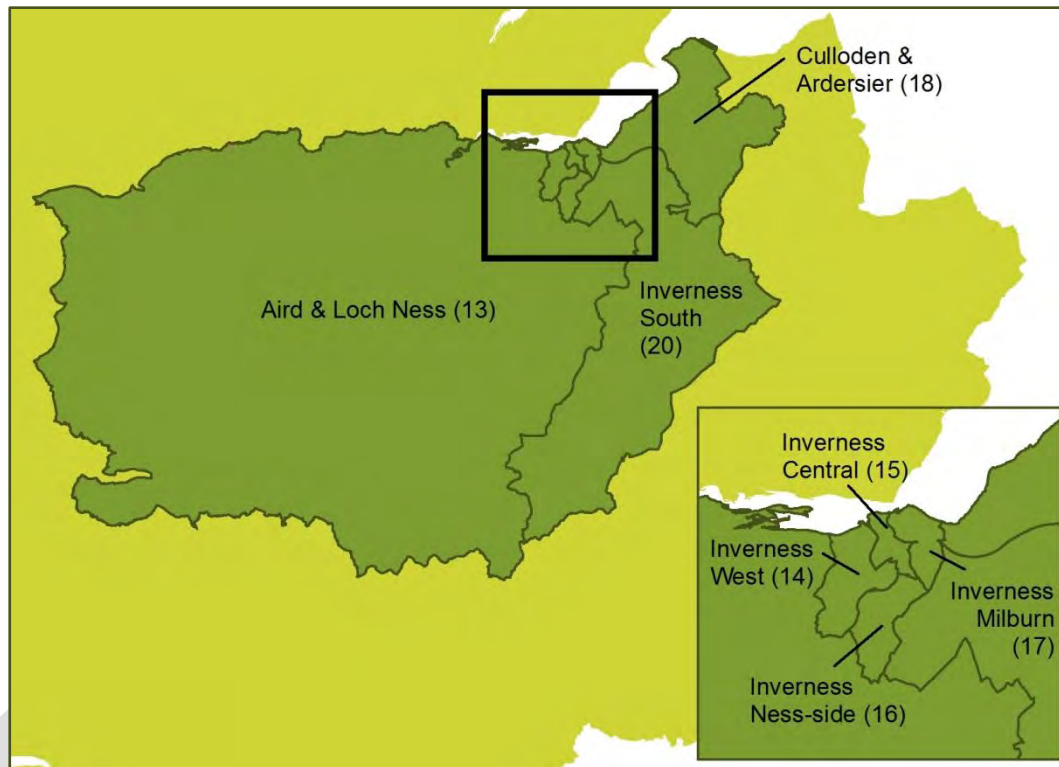 Culloden &
Ardersier (18)
Aird & Loch Ness (13)
Inverness
South
(20)
Inverness
Central (15)
Inverness
West (14)
Inverness
Milburn
(17)
Inverness
Ness-side (16)